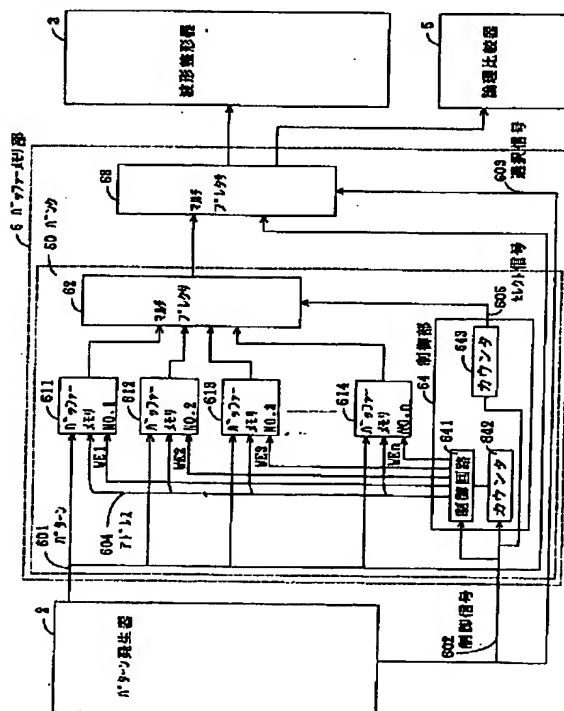 6 バッファーメモリ部
60 バンク
2
パターン発生器
601
パターン
604
アドレス
602
制御信号
611
バッファー
メモリ
NO.1
WE1
612
バッファー
メモリ
NO.2
WE2
613
バッファー
メモリ
NO.3
WE3
614
バッファー
メモリ
NO.n
WEn
64 制御部
641
制御回路
642
カウンタ
643
カウンタ
605
セレクト信号
62
マルチ
プレクサ
68
マルチ
プレクサ
603 選択信号
3
波形整形器
5
論理比較器